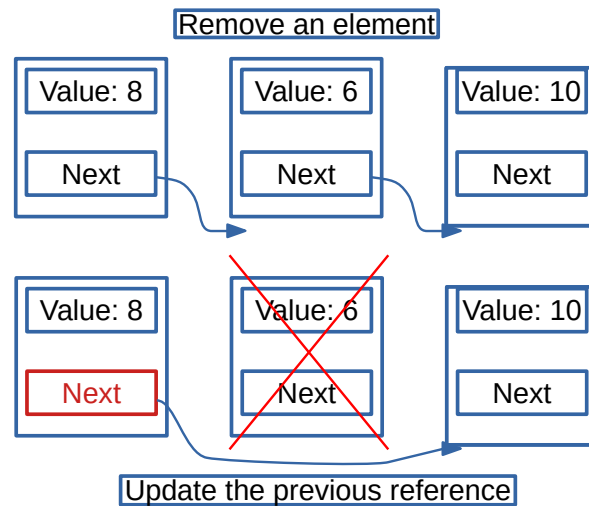 Remove an element
Value: 8 Value: 6 Value: 10
Next Next Next
Value: 8 Value: 6 Value: 10
Next Next Next
Update the previous reference